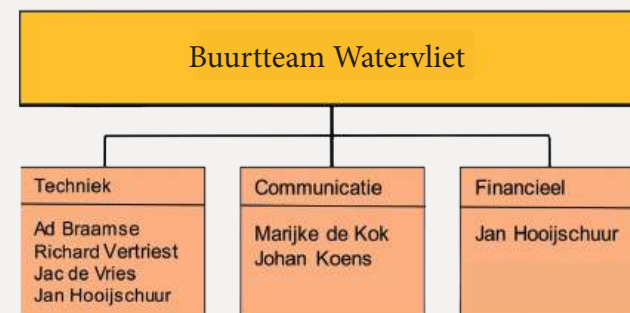 Buurtteam Watervliet
Techniek
Ad Braamse
Richard Vertriest
Jac de Vries
Jan Hooijschuur
Communicatie
Marijke de Kok
Johan Koens
Financieel
Jan Hooijschuur